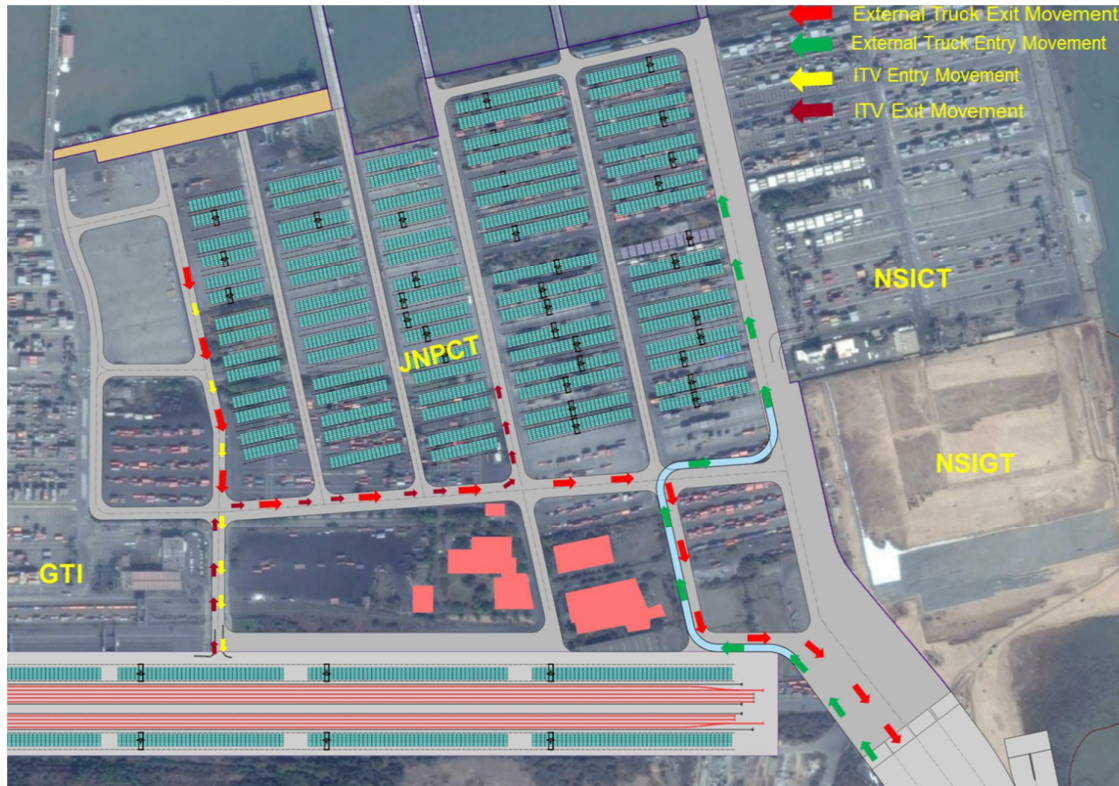 External Truck Exit Movement
External Truck Entry Movement
ITV Entry Movement
ITV Exit Movement
NSICT
JNPCT
NSIGT
GTI